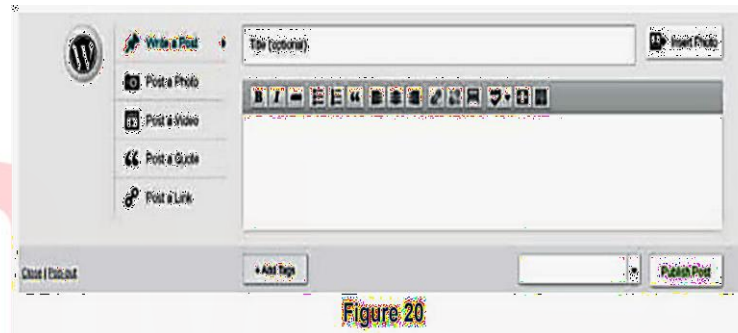 Write a Post
Post a Photo
Post a Video
Post a Quote
Post a Link
Title (optional)
Insert Photo
B I
Close | Pop-out
+ Add Tags
Publish Post
Figure 20